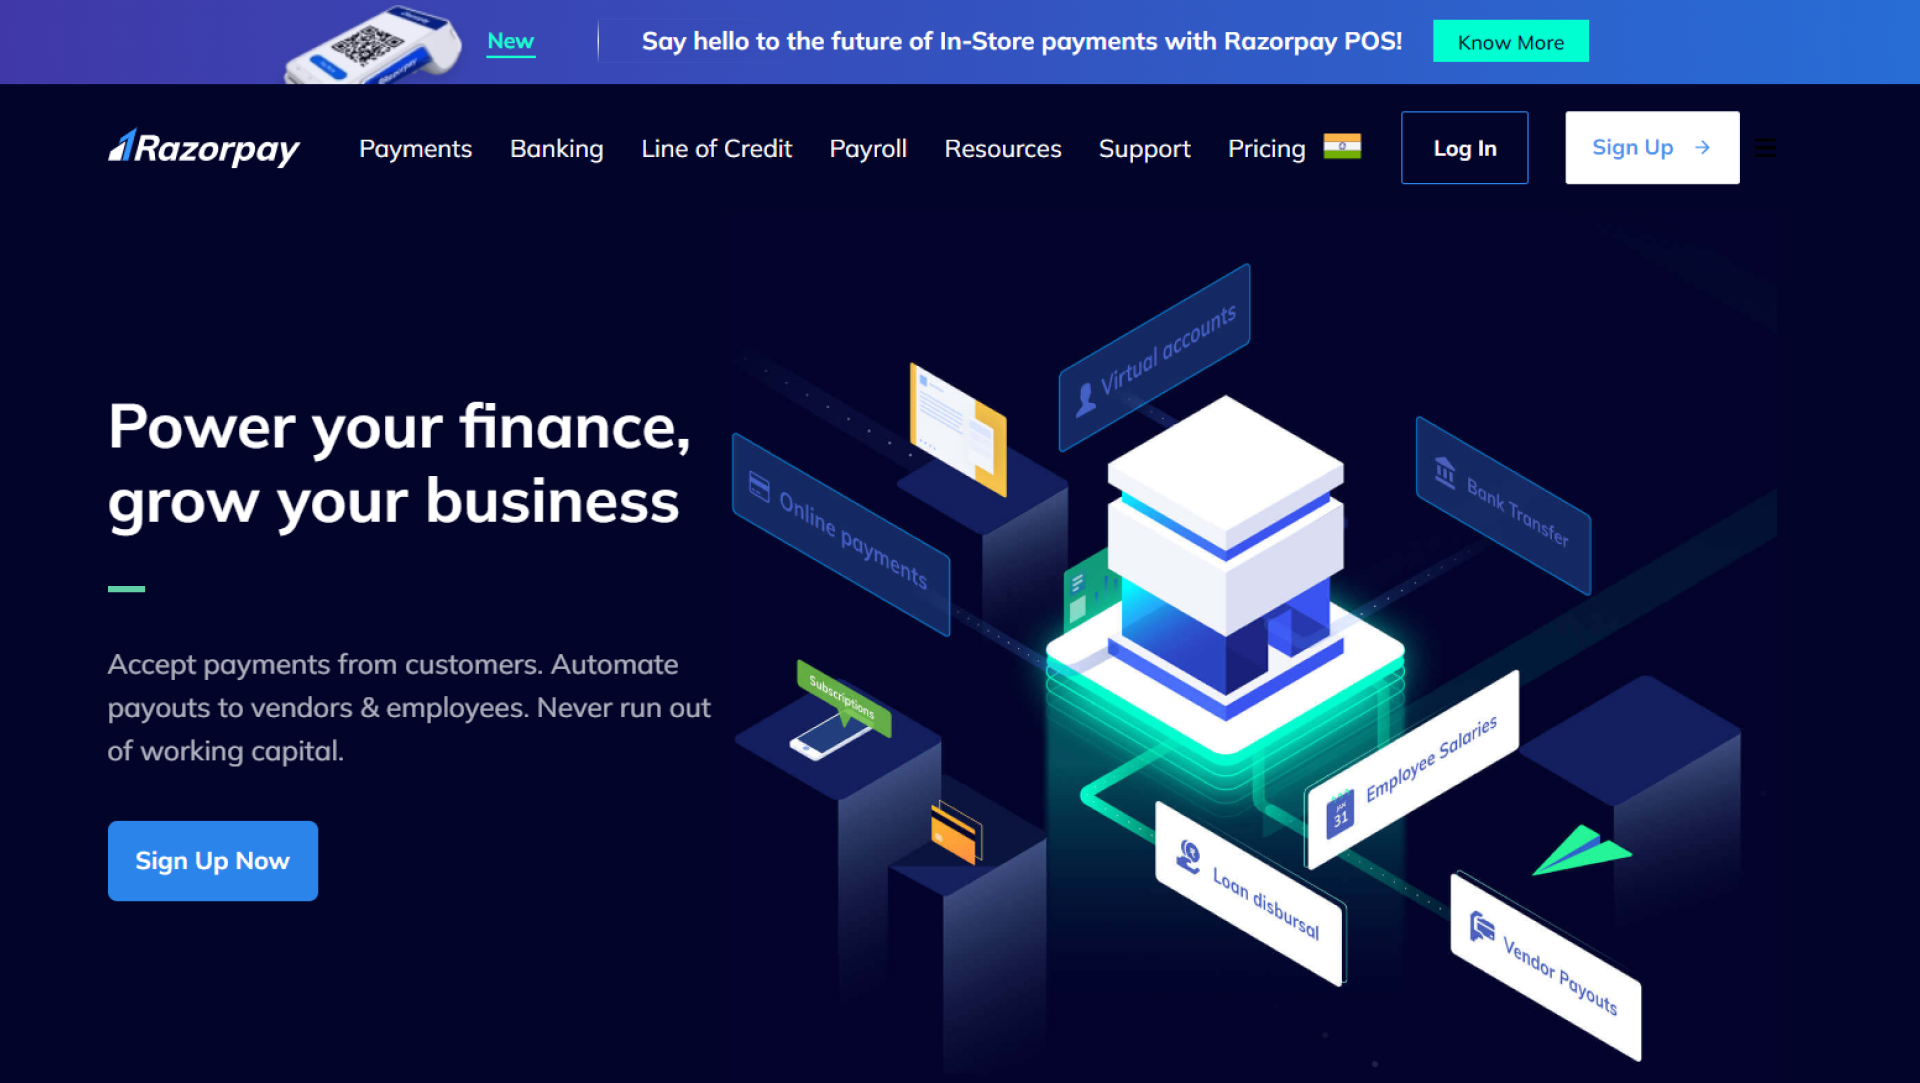 New
Say hello to the future of In-Store payments with Razorpay POS!
Know More
Razorpay
Payments
Banking
Line of Credit
Payroll
Resources
Support
Pricing
Log In
Sign Up
Power your finance,
grow your business
Accept payments from customers. Automate
payouts to vendors & employees. Never run out
of working capital.
Sign Up Now
Virtual accounts
Online payments
Bank Transfer
Subscriptions
Employee Salaries
31
Loan disbursal
Vendor Payouts